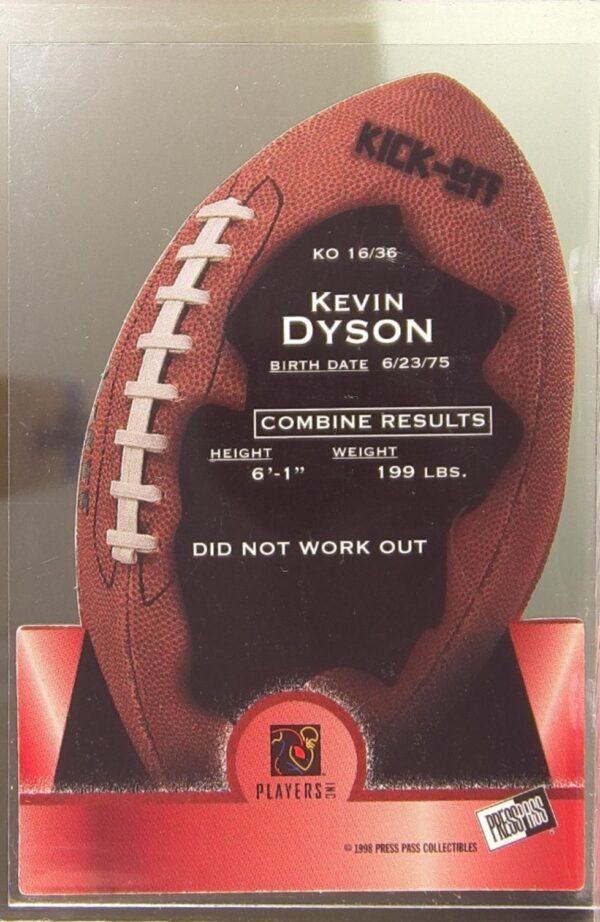 KICK-OFF
KO 16/36
KEVIN
DYSON
BIRTH DATE 6/23/75
COMBINE RESULTS
HEIGHT WEIGHT
6'-1" 199 LBS.
DID NOT WORK OUT
PLAYERS INC
PRESS PASS
© 1998 PRESS PASS COLLECTIBLES